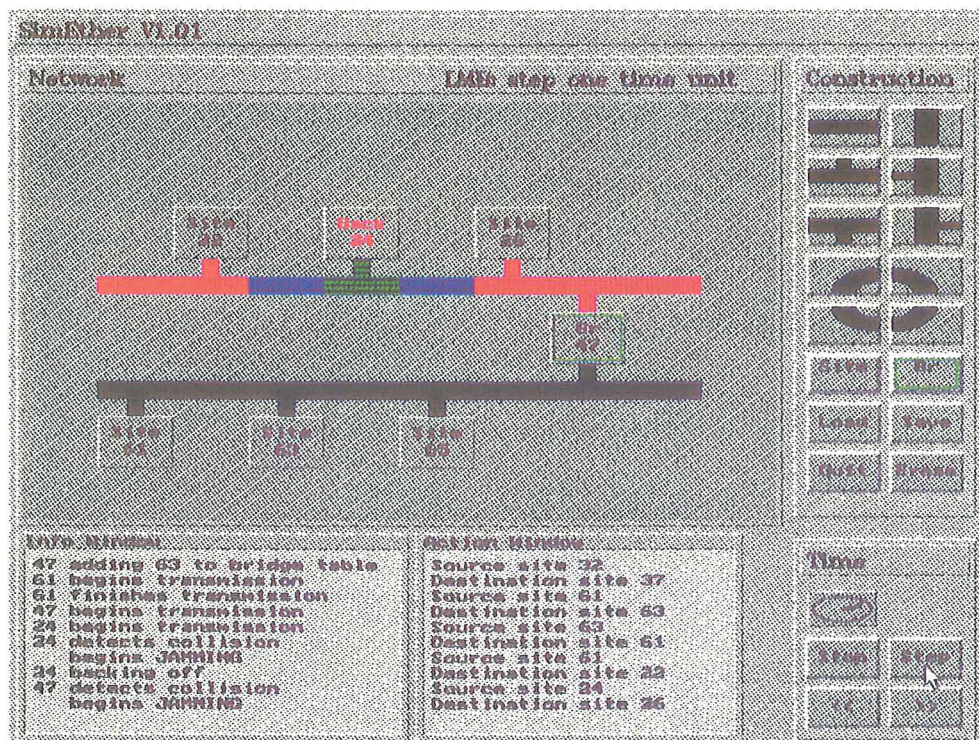 SimEther V1.01
Network
LMB: step one time unit
Construction
Site
22
Back
24
Site
26
Br
47
Site
61
Site
63
Site
Site
Br
Load
Save
Quit
Erase
Info Window
47 adding 63 to bridge table
61 begins transmission
61 finishes transmission
47 begins transmission
24 begins transmission
24 detects collision
begins JAMMING
24 backing off
47 detects collision
begins JAMMING
Action Window
Source site 32
Destination site 37
Source site 61
Destination site 63
Source site 63
Destination site 61
Source site 61
Destination site 22
Source site 24
Destination site 26
Time
Stop
Step
<<
>>